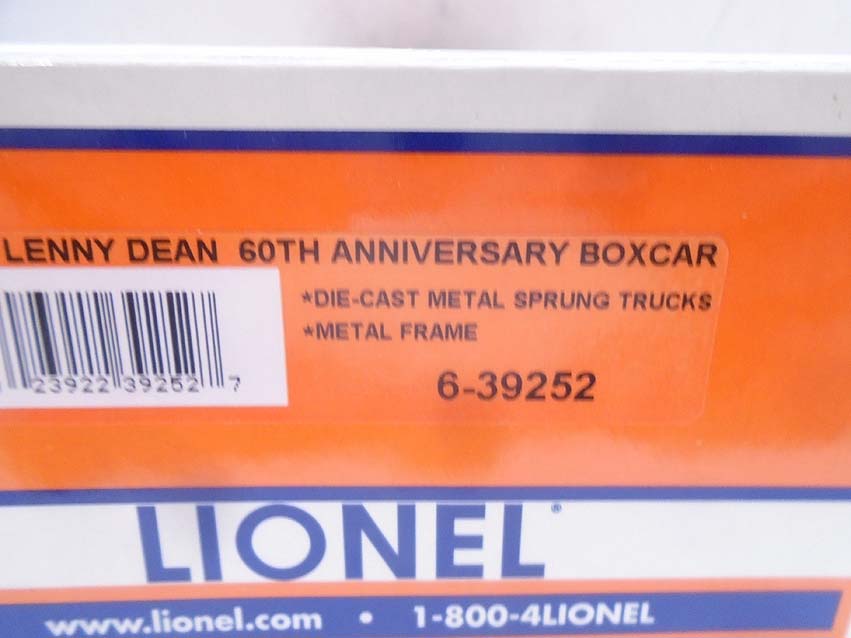 LENNY DEAN 60TH ANNIVERSARY BOXCAR
*DIE-CAST METAL SPRUNG TRUCKS
*METAL FRAME
23922 39252 7
6-39252
LIONEL®
www.lionel.com • 1-800-4LIONEL